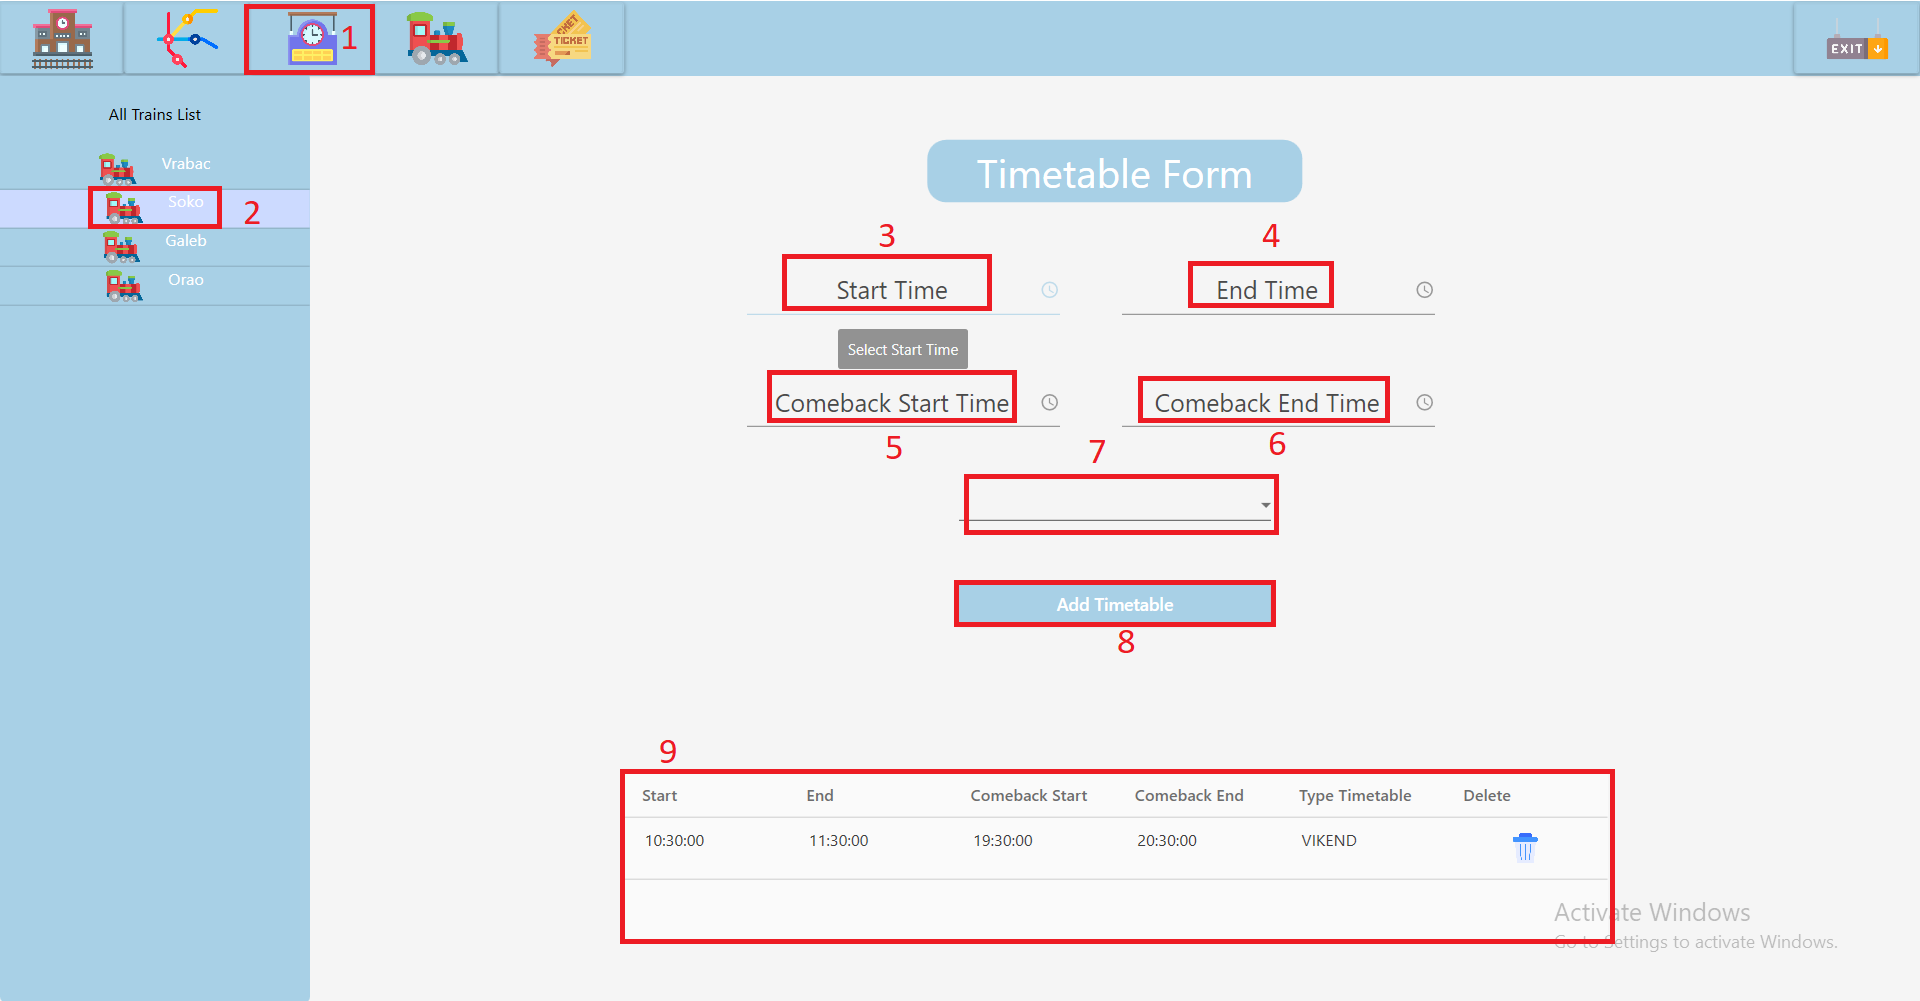 1
TICKET
CKET
EXIT
All Trains List
Vrabac
Soko
2
Galeb
Orao
Timetable Form
3
4
Start Time
End Time
Select Start Time
Comeback Start Time
Comeback End Time
5
6
7
Add Timetable
8
9
Start End Comeback Start Comeback End Type Timetable Delete
10:30:00 11:30:00 19:30:00 20:30:00 VIKEND
Activate Windows
Go to Settings to activate Windows.